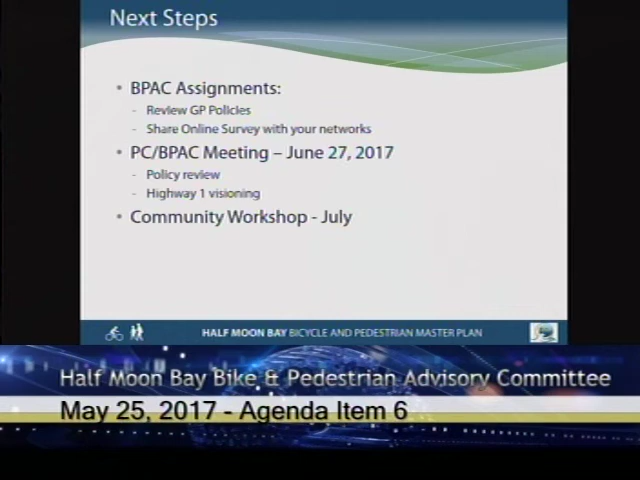 Next Steps
• BPAC Assignments:
- Review GP Policies
- Share Online Survey with your networks
• PC/BPAC Meeting – June 27, 2017
- Policy review
- Highway 1 visioning
• Community Workshop - July
HALF MOON BAY BICYCLE AND PEDESTRIAN MASTER PLAN
Half Moon Bay Bike & Pedestrian Advisory Committee
May 25, 2017 - Agenda Item 6